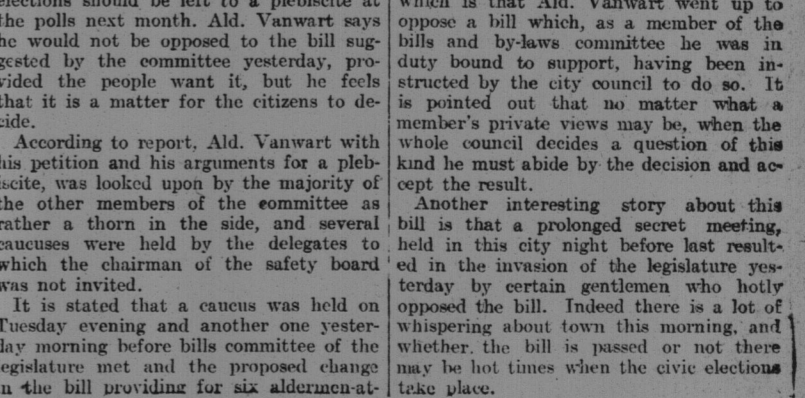 elections should be left to a plebiscite at
the polls next month. Ald. Vanwart says
he would not be opposed to the bill sug-
gested by the committee yesterday, pro-
vided the people want it, but he feels
that it is a matter for the citizens to de-
cide.
According to report, Ald. Vanwart with
his petition and his arguments for a pleb-
iscite, was looked upon by the majority of
the other members of the committee as
rather a thorn in the side, and several
caucuses were held by the delegates to
which the chairman of the safety board
was not invited.
It is stated that a caucus was held on
Tuesday evening and another one yester-
day morning before bills committee of the
legislature met and the proposed change
in the bill providing for six aldermen-at-
which is that Ald. Vanwart went up to
oppose a bill which, as a member of the
bills and by-laws committee he was in
duty bound to support, having been in-
structed by the city council to do so. It
is pointed out that no matter what a
member's private views may be, when the
whole council decides a question of this
kind he must abide by the decision and ac-
cept the result.
Another interesting story about this
bill is that a prolonged secret meeting,
held in this city night before last result-
ed in the invasion of the legislature yes-
terday by certain gentlemen who hotly
opposed the bill. Indeed there is a lot of
whispering about town this morning, and
whether. the bill is passed or not there
may be hot times when the civic elections
take place.